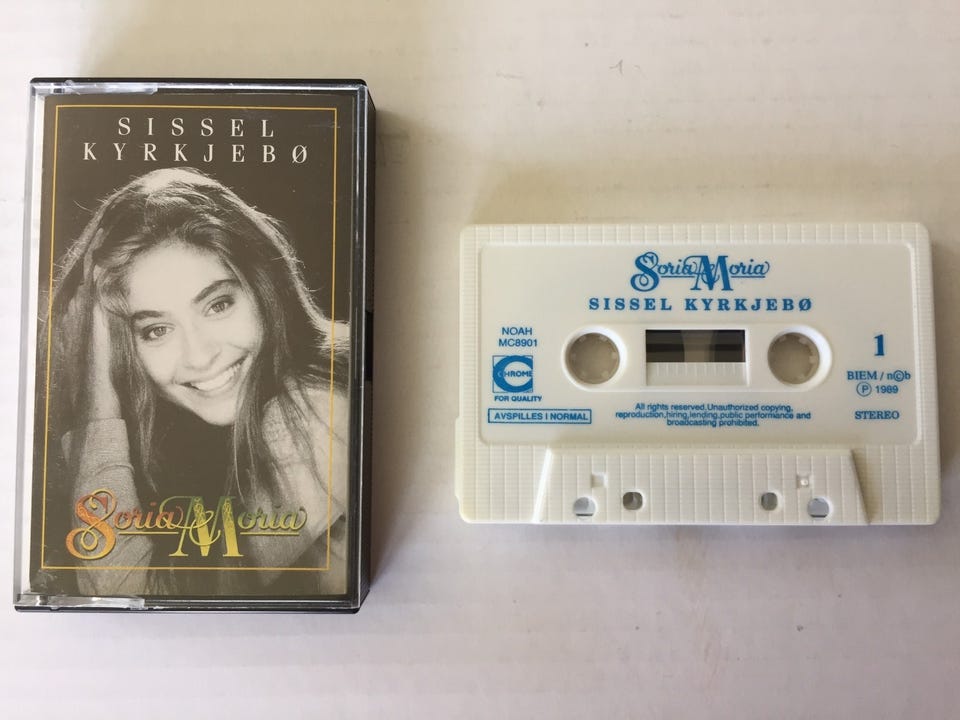 SISSEL
KYRKJEBØ
Soria Moria
Soria Moria
SISSEL KYRKJEBØ
NOAH
MC8901
CHROME
FOR QUALITY
AVSPILLES I NORMAL
All rights reserved.Unauthorized copying,
reproduction,hiring,lending,public performance and
broadcasting prohibited.
1
BIEM / n©b
Ⓟ 1989
STEREO